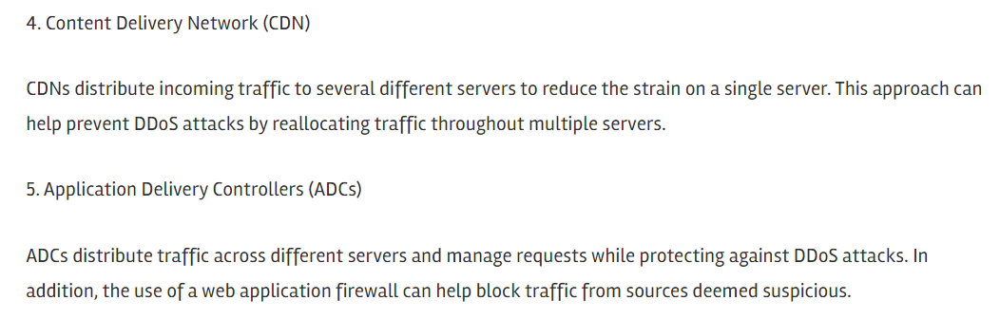 4. Content Delivery Network (CDN)
CDNs distribute incoming traffic to several different servers to reduce the strain on a single server. This approach can
help prevent DDoS attacks by reallocating traffic throughout multiple servers.
5. Application Delivery Controllers (ADCs)
ADCs distribute traffic across different servers and manage requests while protecting against DDoS attacks. In
addition, the use of a web application firewall can help block traffic from sources deemed suspicious.